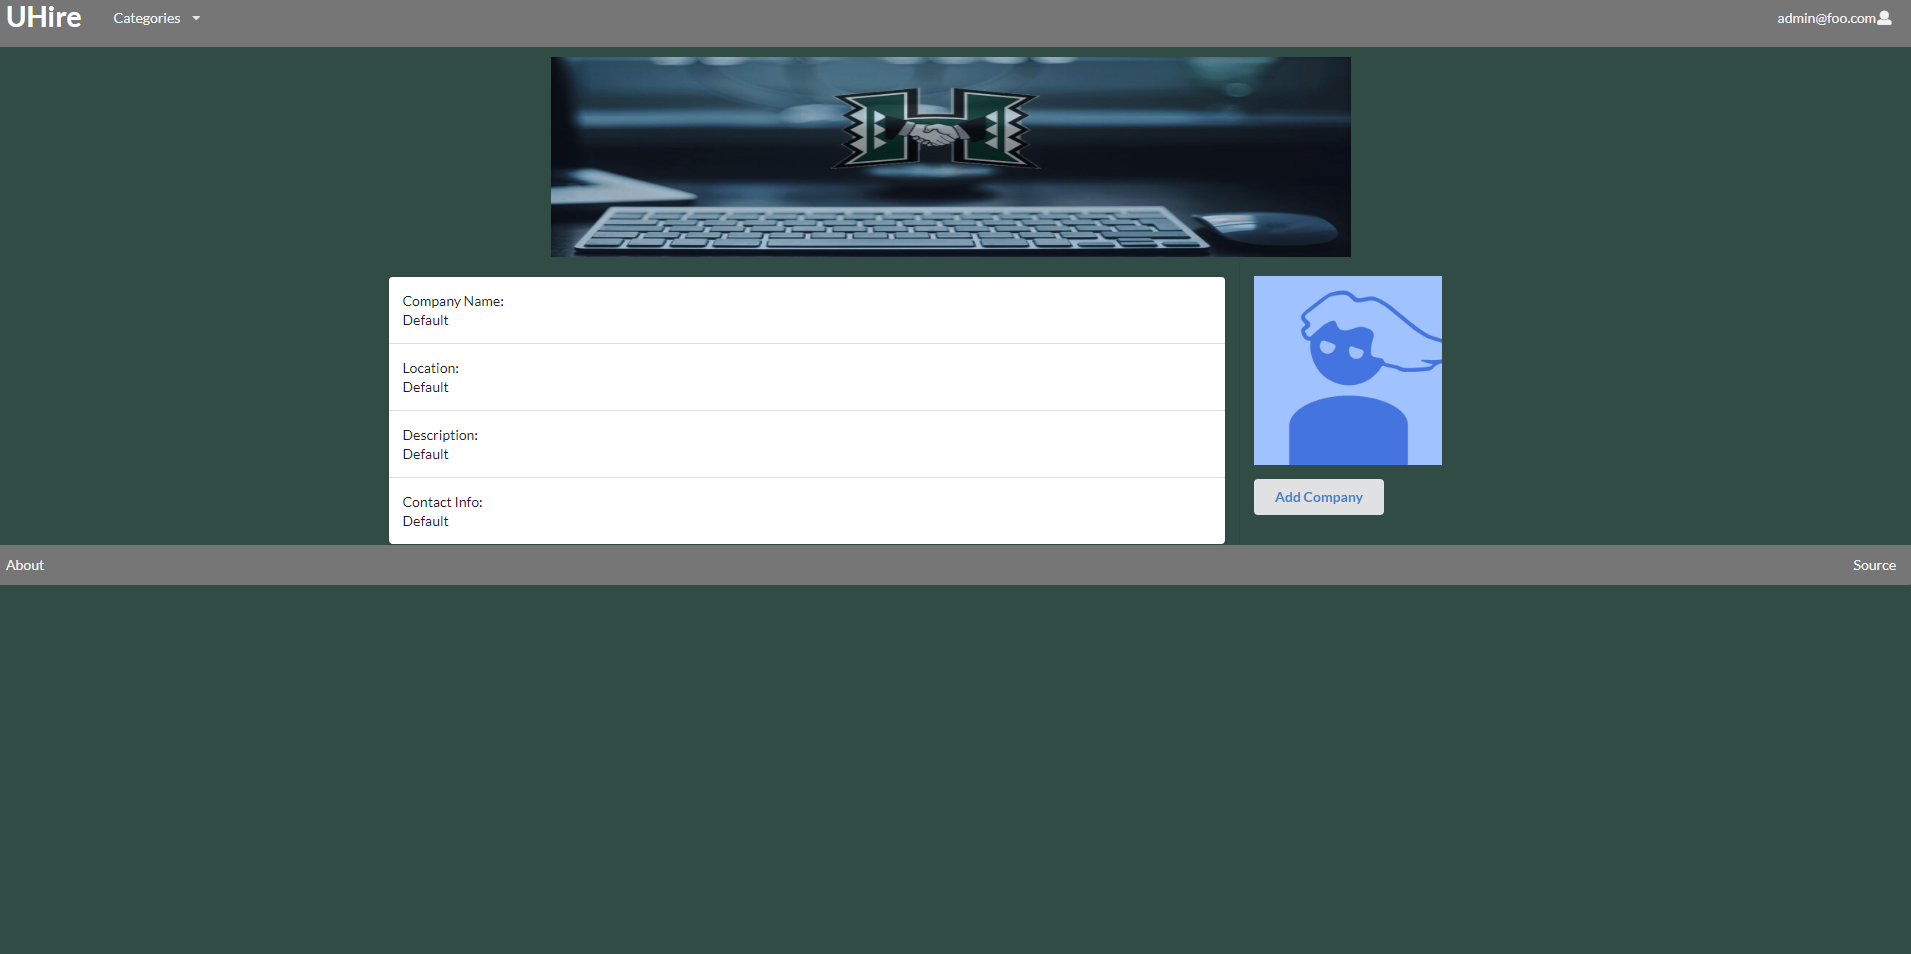 UHire
Categories
admin@foo.com
Company Name:
Default
Location:
Default
Description:
Default
Contact Info:
Default
Add Company
About
Source